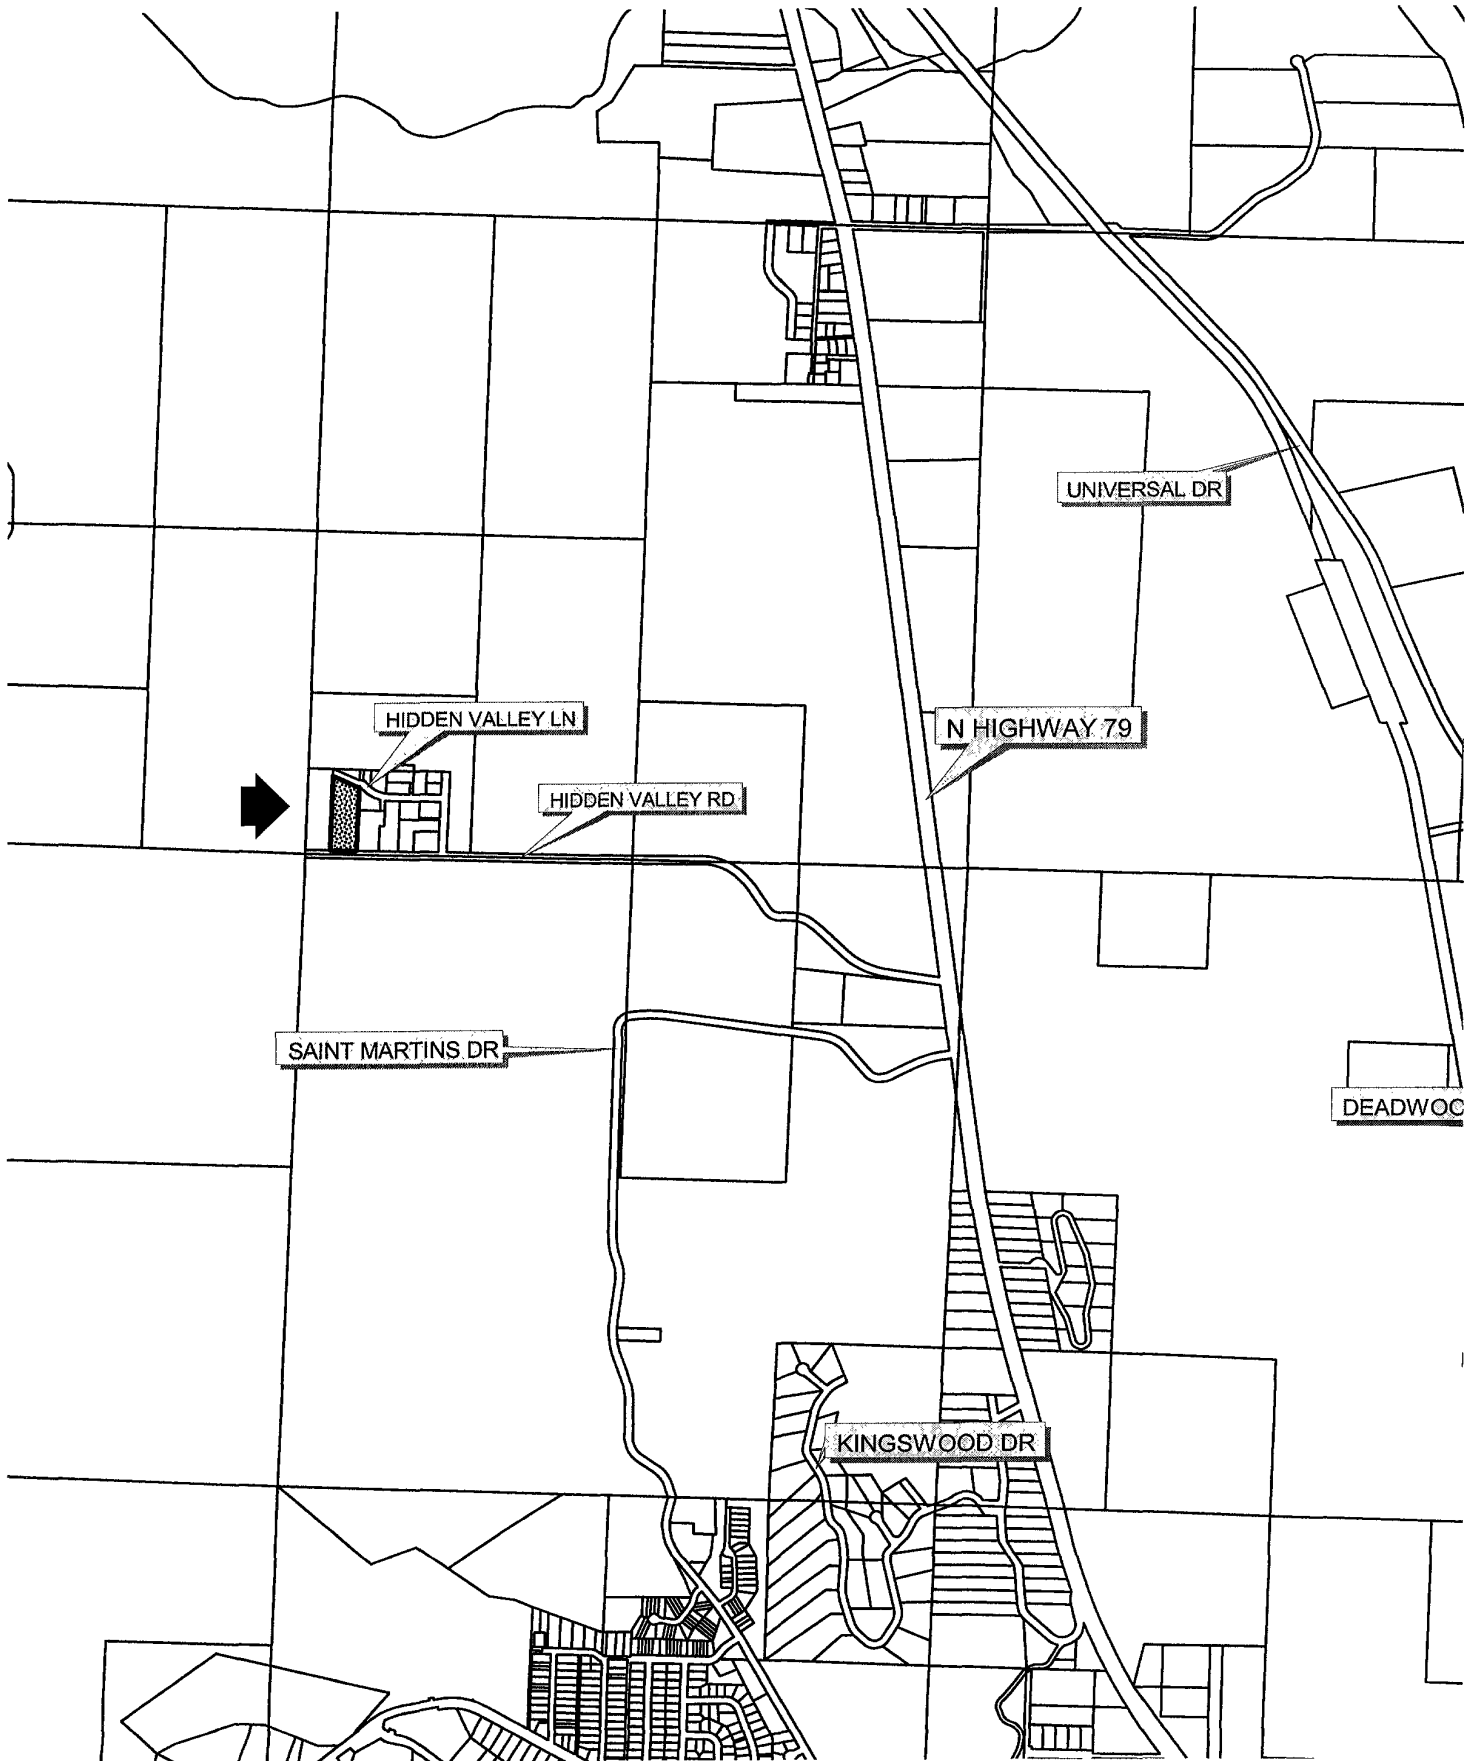 UNIVERSAL DR
HIDDEN VALLEY LN
N HIGHWAY 79
HIDDEN VALLEY RD
SAINT MARTINS DR
DEADWOC
KINGSWOOD DR